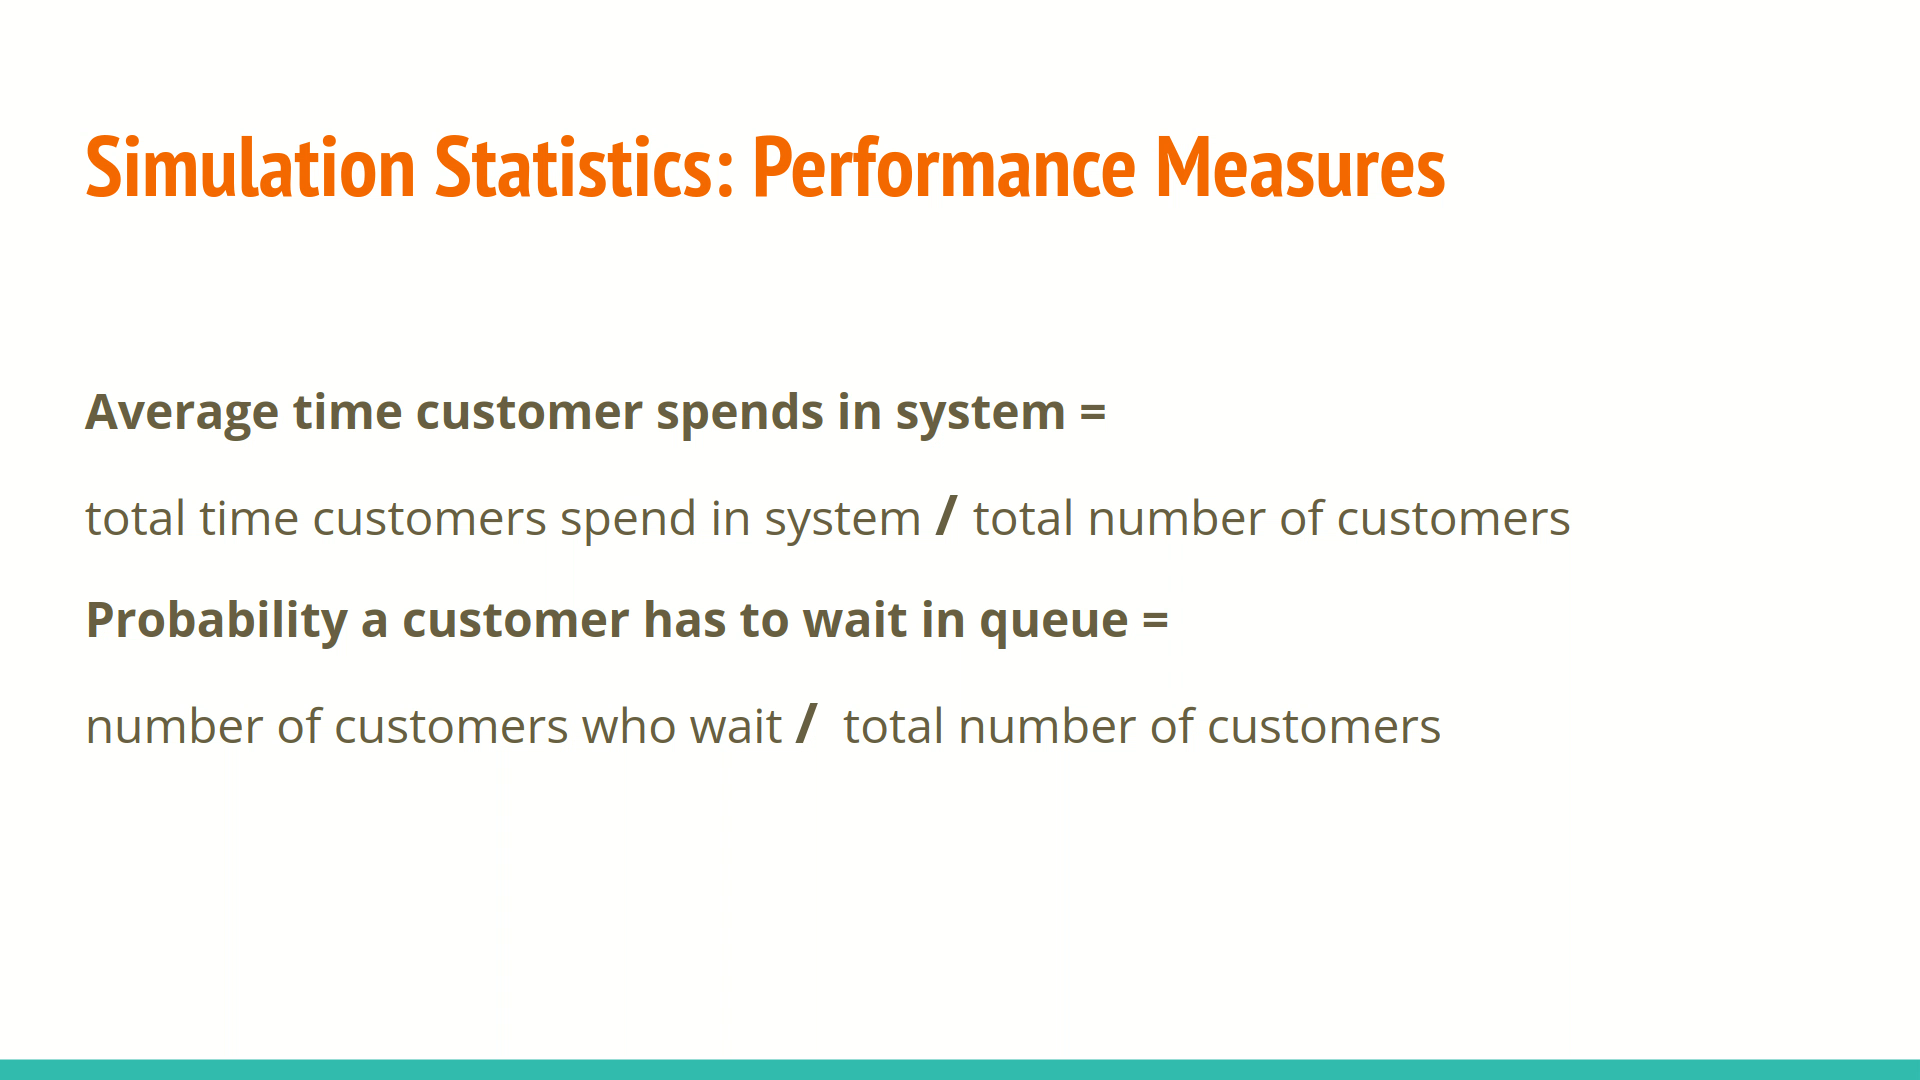 Simulation Statistics: Performance Measures
Average time customer spends in system =
total time customers spend in system / total number of customers
Probability a customer has to wait in queue =
number of customers who wait / total number of customers